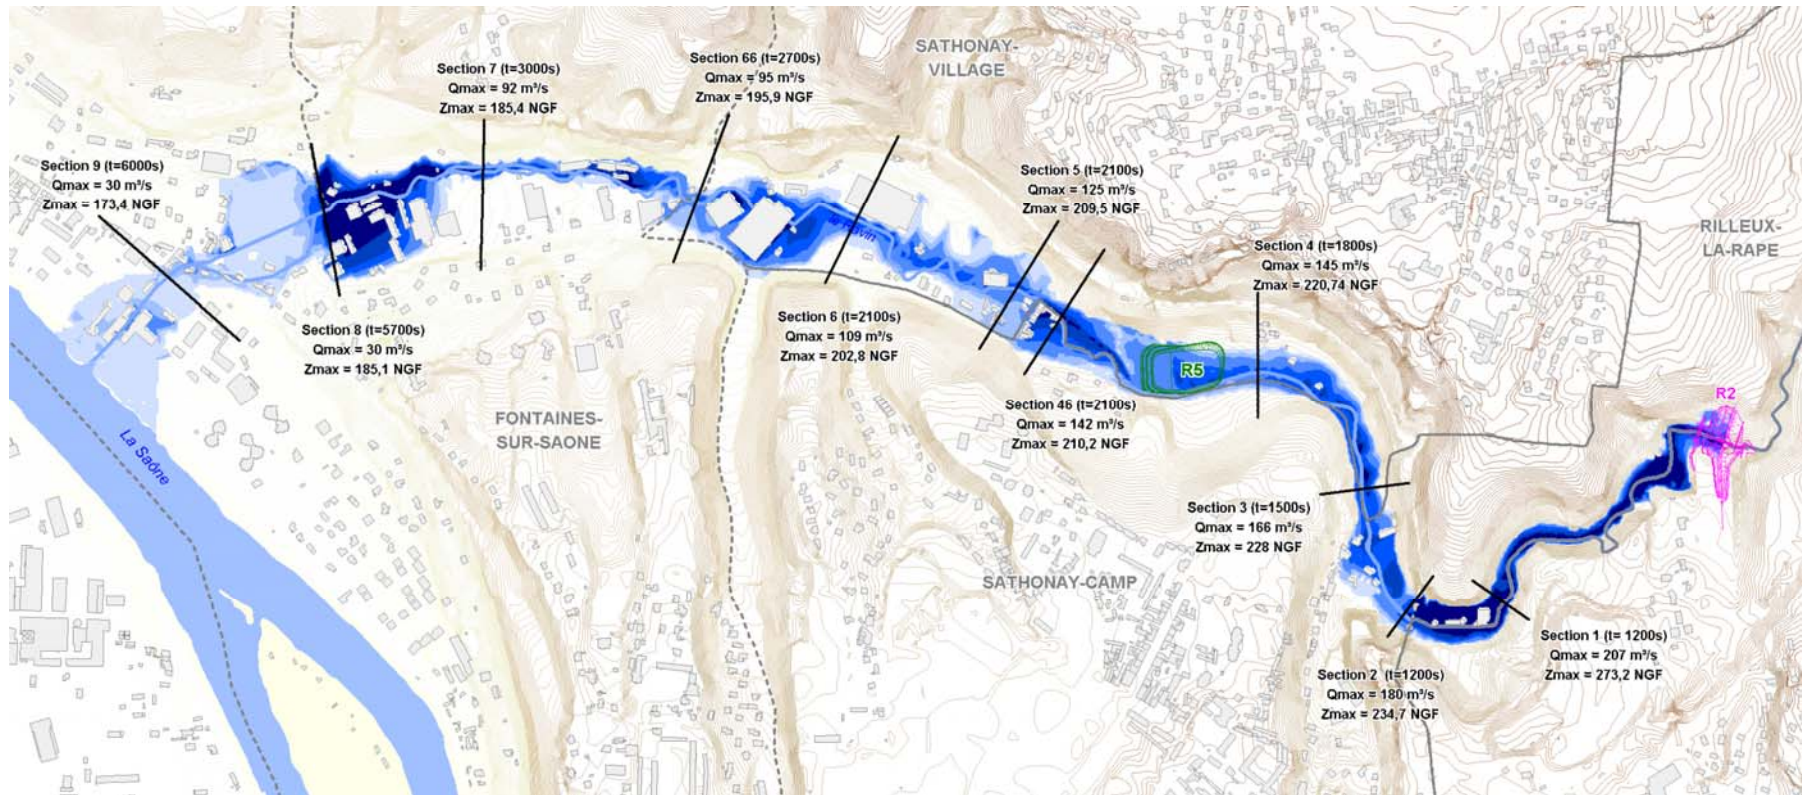 SATHONAY-
VILLAGE
Section 66 (t=2700s)
Qmax = 95 m³/s
Zmax = 195,9 NGF
Section 7 (t=3000s)
Qmax = 92 m³/s
Zmax = 185,4 NGF
Section 9 (t=6000s)
Qmax = 30 m³/s
Zmax = 173,4 NGF
Section 5 (t=2100s)
Qmax = 125 m³/s
Zmax = 209,5 NGF
le Ravin
RILLEUX-
LA-RAPE
Section 4 (t=1800s)
Qmax = 145 m³/s
Zmax = 220,74 NGF
Section 8 (t=5700s)
Qmax = 30 m³/s
Zmax = 185,1 NGF
Section 6 (t=2100s)
Qmax = 109 m³/s
Zmax = 202,8 NGF
R5
R2
Section 46 (t=2100s)
Qmax = 142 m³/s
Zmax = 210,2 NGF
FONTAINES-
SUR-SAONE
La Saône
Section 3 (t=1500s)
Qmax = 166 m³/s
Zmax = 228 NGF
SATHONAY-CAMP
Section 1 (t= 1200s)
Qmax = 207 m³/s
Zmax = 273,2 NGF
Section 2 (t=1200s)
Qmax = 180 m³/s
Zmax = 234,7 NGF